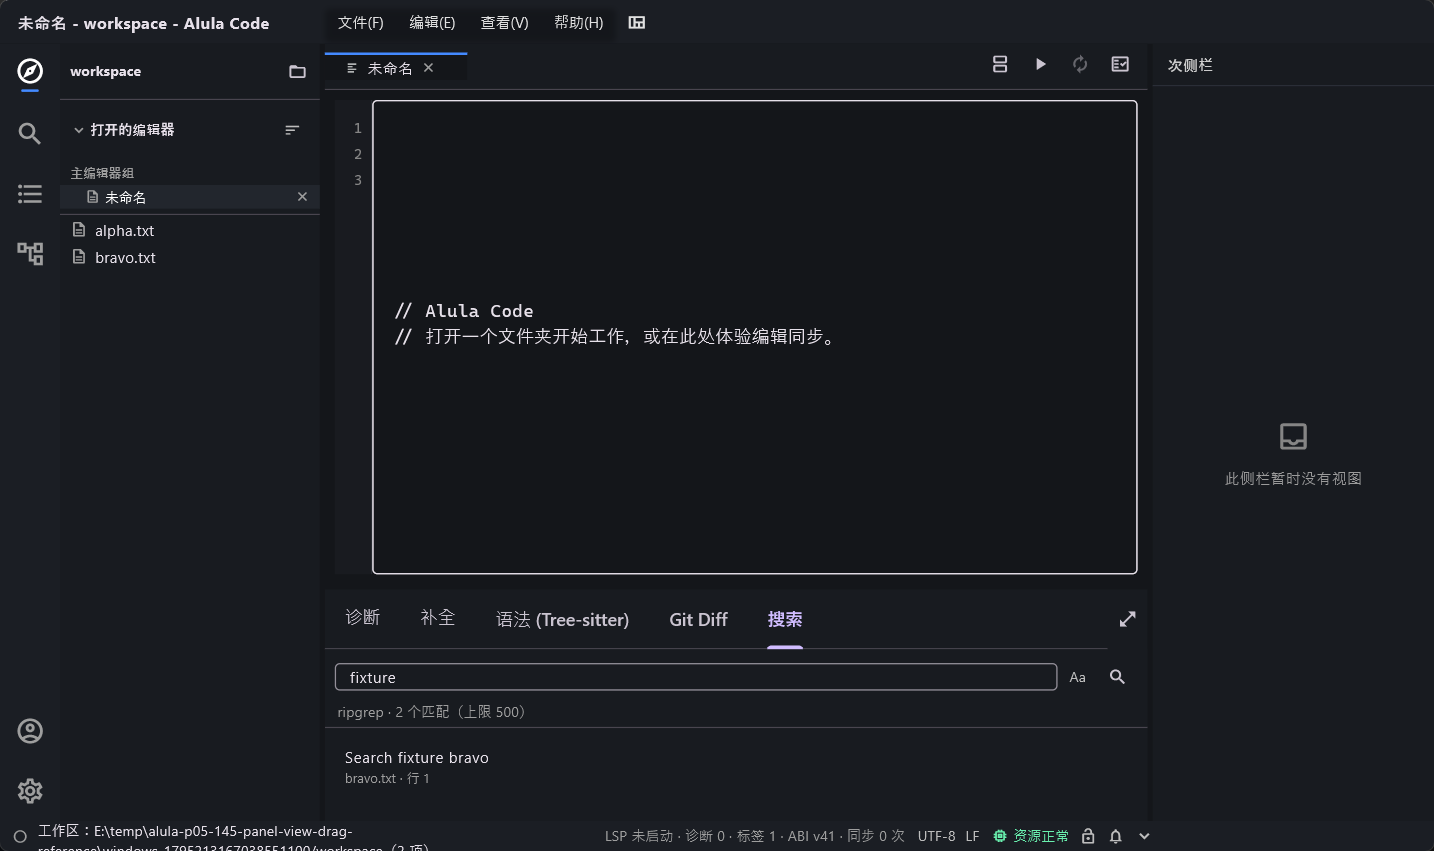 未命名 - workspace - Alula Code
文件(F) 编辑(E) 查看(V) 帮助(H)
workspace
未命名
次侧栏
打开的编辑器
主编辑器组
未命名
alpha.txt
bravo.txt
1
2
3
// Alula Code
// 打开一个文件夹开始工作，或在此处体验编辑同步。
此侧栏暂时没有视图
诊断 补全 语法 (Tree-sitter) Git Diff 搜索
fixture
Aa
ripgrep · 2 个匹配（上限 500）
Search fixture bravo
bravo.txt · 行 1
工作区：E:\temp\alula-p05-145-panel-view-drag-
reference\windows-1795213167038551100/workspace（2 项）
LSP 未启动 · 诊断 0 · 标签 1 · ABI v41 · 同步 0 次 UTF-8 LF 资源正常